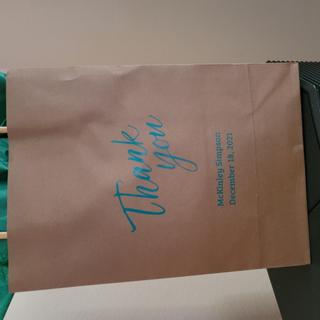 Thank
you
McKinley Simpson
December 18, 2021